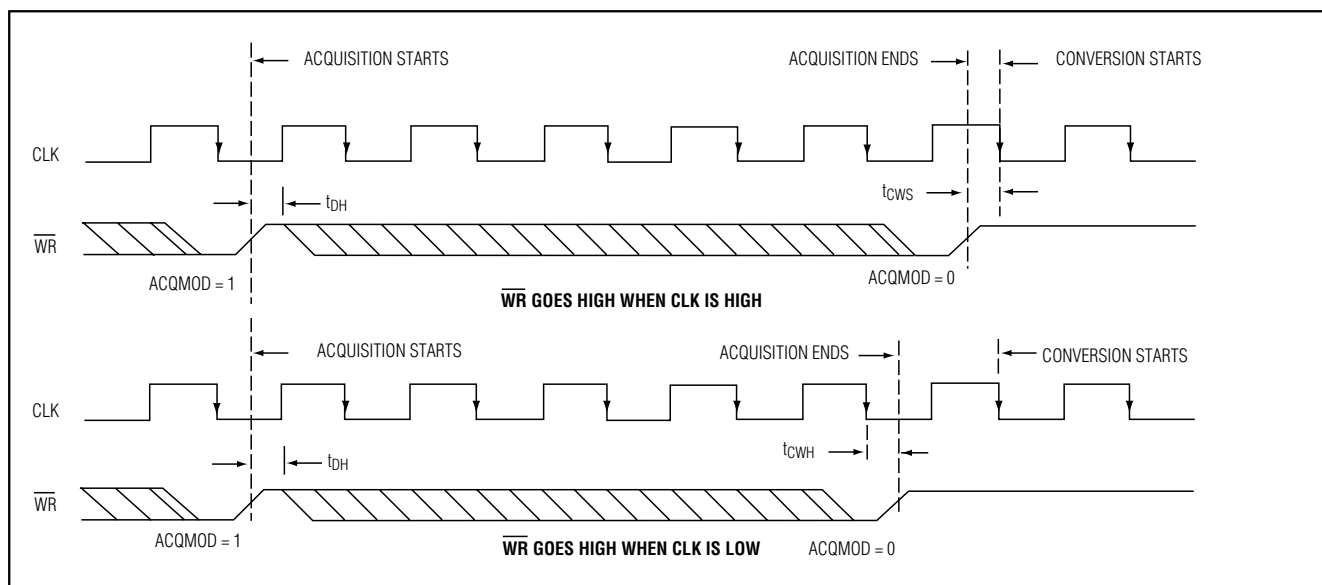 ACQUISITION STARTS
ACQUISITION ENDS
CONVERSION STARTS
CLK
tCWS
tDH
WR
ACQMOD = 1
ACQMOD = 0
WR GOES HIGH WHEN CLK IS HIGH
ACQUISITION STARTS
ACQUISITION ENDS
CONVERSION STARTS
CLK
tCWH
tDH
WR
ACQMOD = 1
WR GOES HIGH WHEN CLK IS LOW
ACQMOD = 0